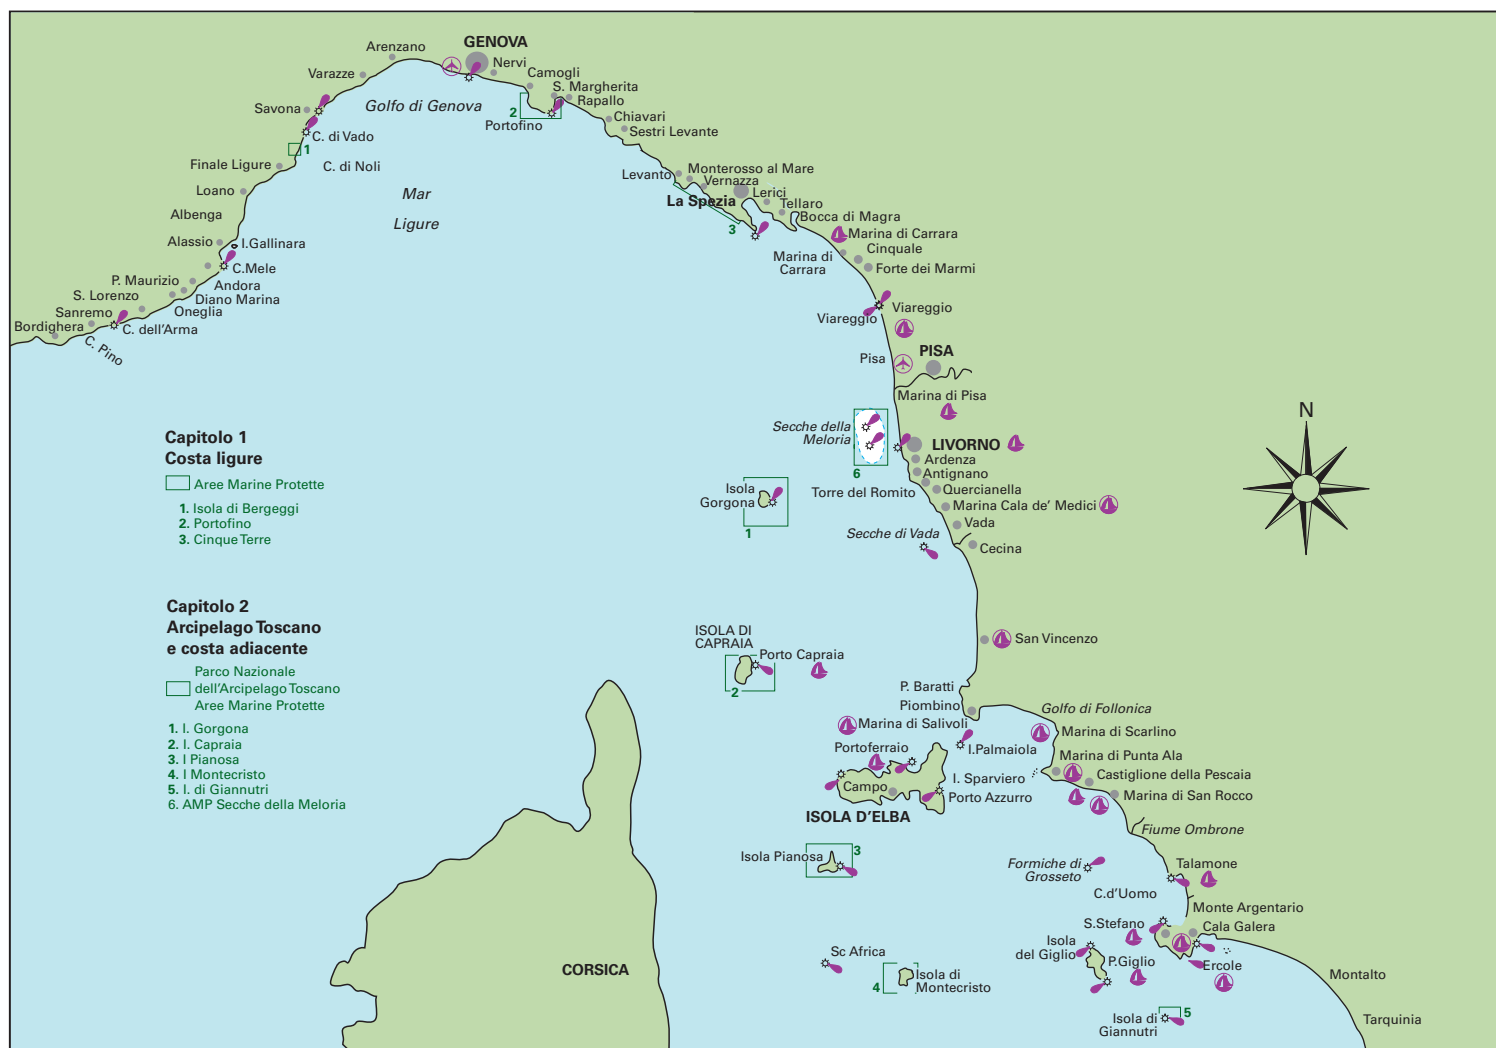 GENOVA
Arenzano
Nervi
Varazze
Camogli
S. Margherita
Rapallo
Savona
Golfo di Genova
2
Portofino
Chiavari
Sestri Levante
C. di Vado
1
Finale Ligure
C. di Noli
Levanto
Monterosso al Mare
Vernazza
Loano
Mar
Ligure
La Spezia
Lerici
Tellaro
Bocca di Magra
3
Albenga
Alassio
I.Gallinara
Marina di Carrara
Cinquale
Marina di
Carrara
Forte dei Marmi
C.Mele
P. Maurizio
Andora
S. Lorenzo
Diano Marina
Oneglia
Sanremo
Bordighera
C. dell'Arma
C. Pino
Viareggio
Viareggio
Pisa
PISA
Marina di Pisa
Secche della
Meloria
6
LIVORNO
Ardenza
Antignano
Quercianella
Torre del Romito
Marina Cala de' Medici
Isola
Gorgona
1
Vada
Secche di Vada
Cecina
N
Capitolo 1
Costa ligure
Aree Marine Protette
1. Isola di Bergeggi
2. Portofino
3. Cinque Terre
Capitolo 2
Arcipelago Toscano
e costa adiacente
Parco Nazionale
dell'Arcipelago Toscano
Aree Marine Protette
1. I. Gorgona
2. I. Capraia
3. I Pianosa
4. I Montecristo
5. I. di Giannutri
6. AMP Secche della Meloria
ISOLA DI
CAPRAIA
Porto Capraia
2
San Vincenzo
P. Baratti
Piombino
Golfo di Follonica
Marina di Salivoli
Marina di Scarlino
Portoferraio
I.Palmaiola
Marina di Punta Ala
I. Sparviero
Castiglione della Pescaia
Campo
Porto Azzurro
Marina di San Rocco
ISOLA D'ELBA
Fiume Ombrone
Isola Pianosa
3
Formiche di
Grosseto
Talamone
C.d'Uomo
Monte Argentario
S.Stefano
Cala Galera
Isola
del Giglio
P.Giglio
Ercole
Sc Africa
4
Isola di
Montecristo
CORSICA
Montalto
5
Isola di
Giannutri
Tarquinia